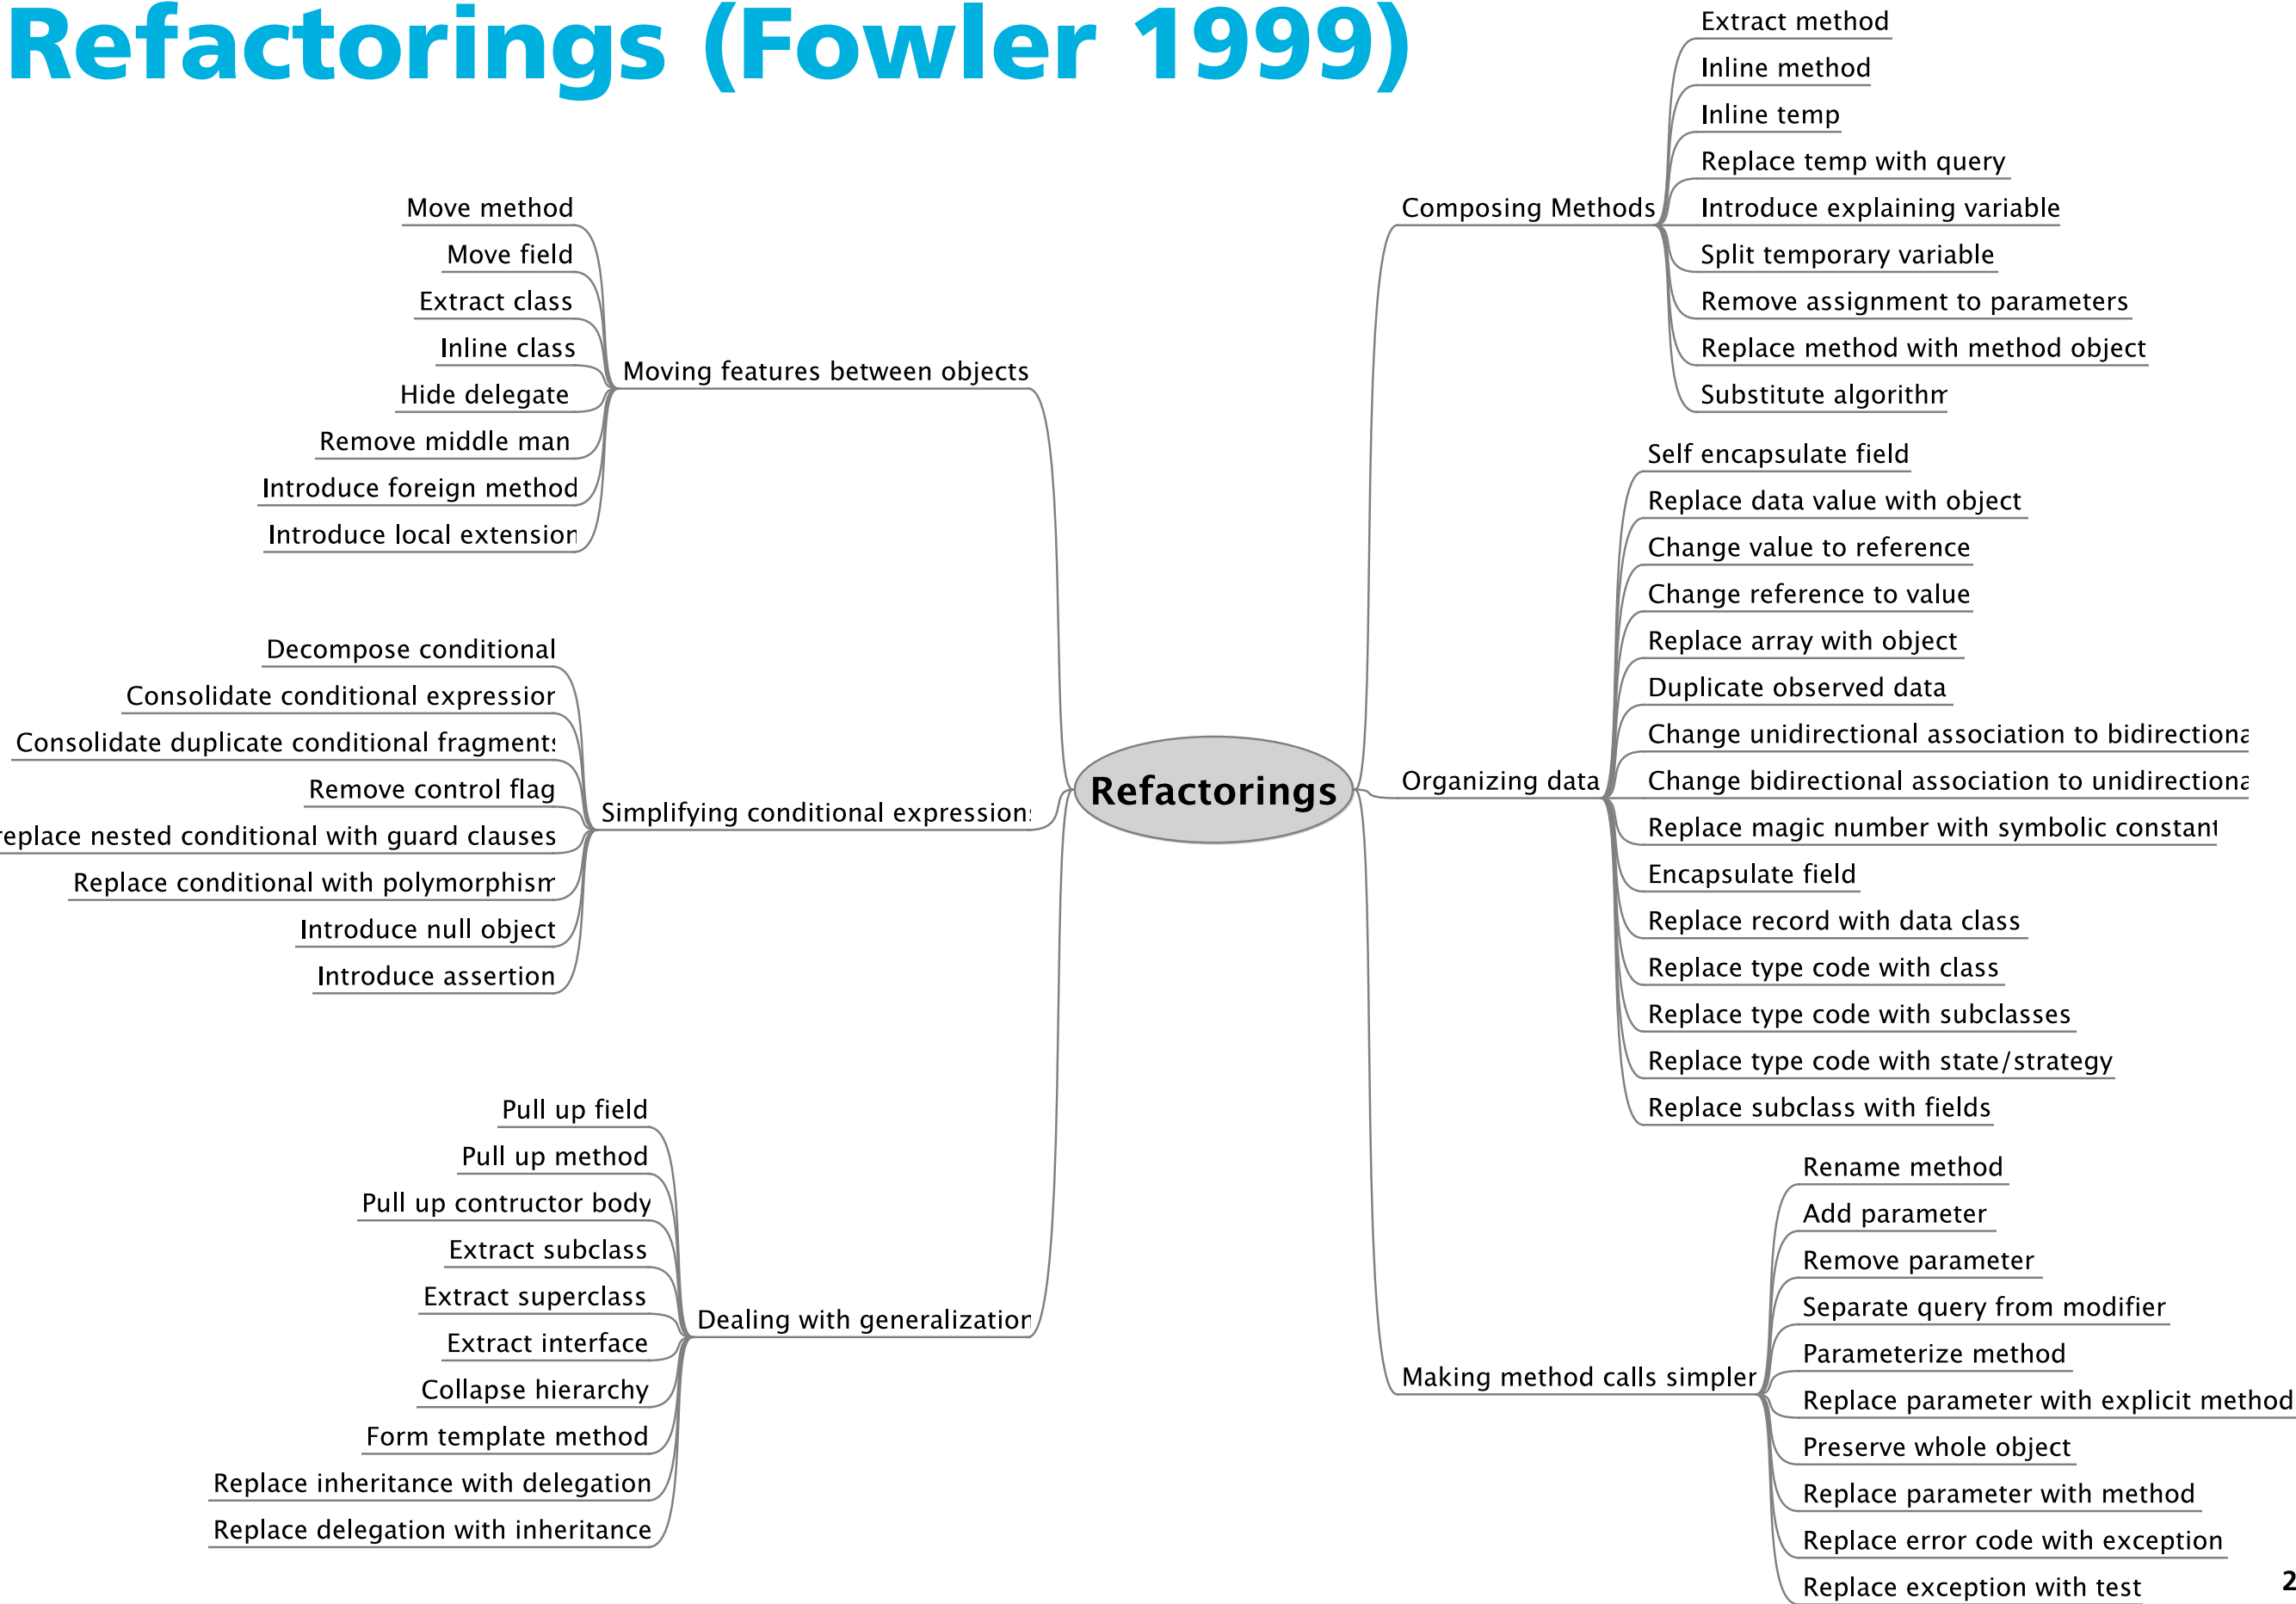 Refactorings (Fowler 1999)
Move method
Move field
Extract class
Inline class
Hide delegate
Remove middle man
Introduce foreign method
Introduce local extension
Moving features between objects
Decompose conditional
Consolidate conditional expression
Consolidate duplicate conditional fragments
Remove control flag
replace nested conditional with guard clauses
Replace conditional with polymorphism
Introduce null object
Introduce assertion
Simplifying conditional expressions
Pull up field
Pull up method
Pull up contructor body
Extract subclass
Extract superclass
Extract interface
Collapse hierarchy
Form template method
Replace inheritance with delegation
Replace delegation with inheritance
Dealing with generalization
Refactorings
Composing Methods
Extract method
Inline method
Inline temp
Replace temp with query
Introduce explaining variable
Split temporary variable
Remove assignment to parameters
Replace method with method object
Substitute algorithm
Organizing data
Self encapsulate field
Replace data value with object
Change value to reference
Change reference to value
Replace array with object
Duplicate observed data
Change unidirectional association to bidirectional
Change bidirectional association to unidirectional
Replace magic number with symbolic constant
Encapsulate field
Replace record with data class
Replace type code with class
Replace type code with subclasses
Replace type code with state/strategy
Replace subclass with fields
Making method calls simpler
Rename method
Add parameter
Remove parameter
Separate query from modifier
Parameterize method
Replace parameter with explicit method
Preserve whole object
Replace parameter with method
Replace error code with exception
Replace exception with test
2